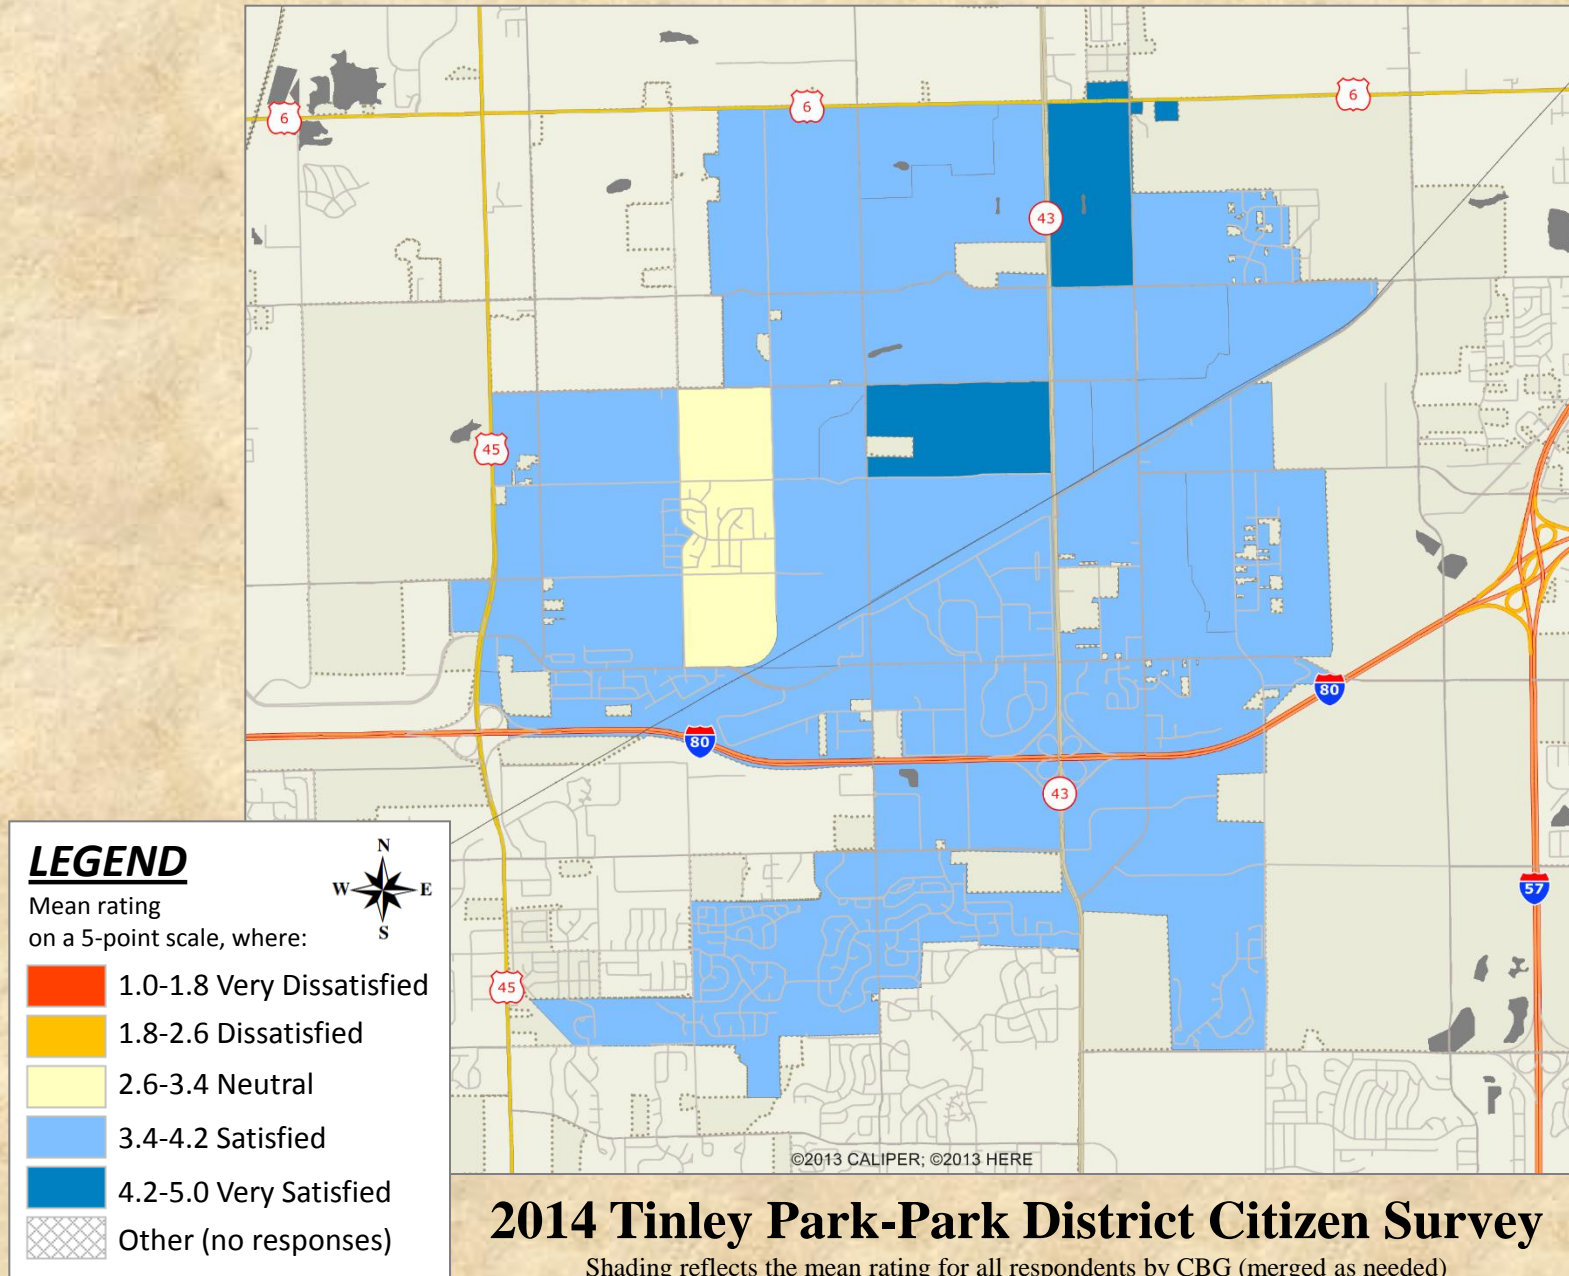 6
6
6
43
45
80
80
43
57
45
LEGEND
N
W E
S
Mean rating
on a 5-point scale, where:
1.0-1.8 Very Dissatisfied
1.8-2.6 Dissatisfied
2.6-3.4 Neutral
3.4-4.2 Satisfied
4.2-5.0 Very Satisfied
Other (no responses)
©2013 CALIPER; ©2013 HERE
2014 Tinley Park-Park District Citizen Survey
Shading reflects the mean rating for all respondents by CBG (merged as needed)